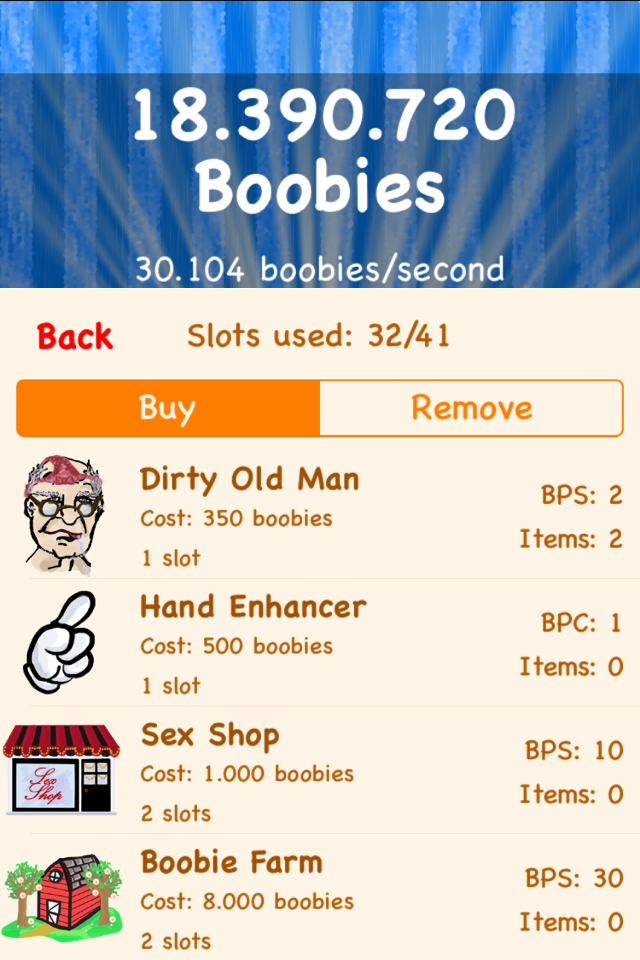 18.390.720
Boobies
30.104 boobies/second
Back
Slots used: 32/41
Buy
Remove
Dirty Old Man
Cost: 350 boobies
1 slot
BPS: 2
Items: 2
Hand Enhancer
Cost: 500 boobies
1 slot
BPC: 1
Items: 0
Sex Shop
Cost: 1.000 boobies
2 slots
BPS: 10
Items: 0
Sex
Shop
Boobie Farm
Cost: 8.000 boobies
2 slots
BPS: 30
Items: 0